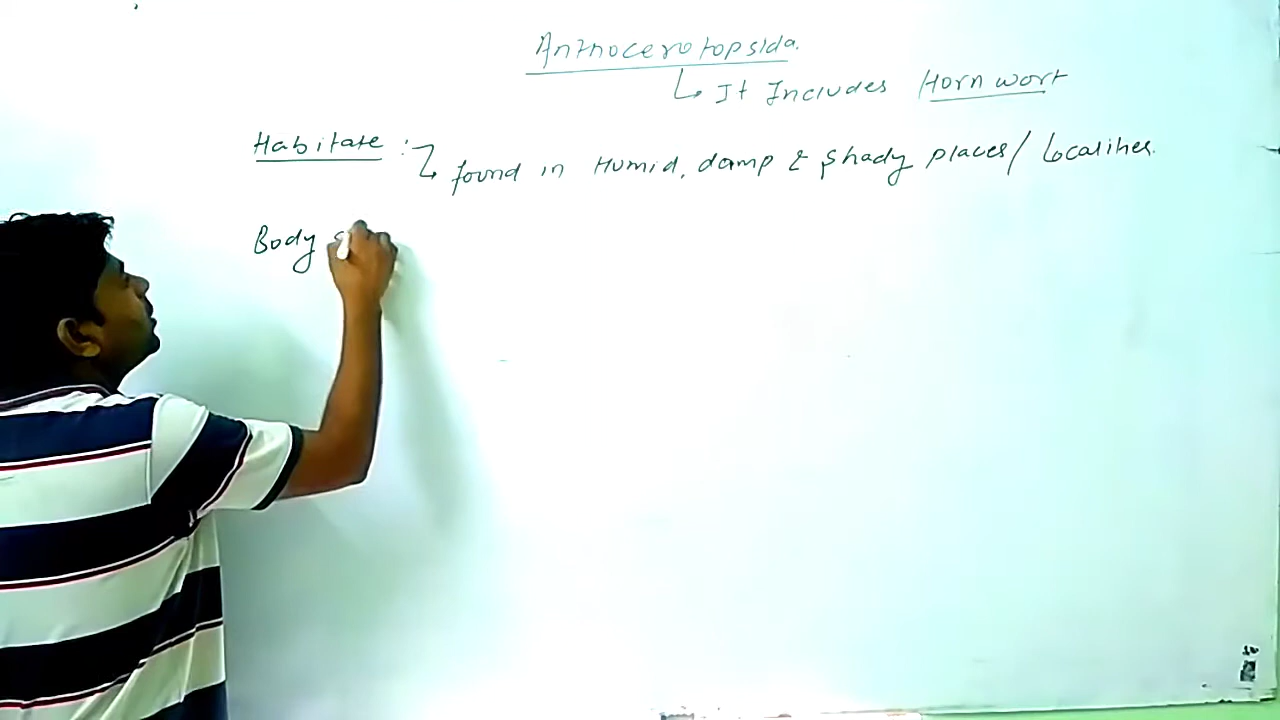 Anthocerotopsida.
It Includes Hornwort
Habitate :
found in Humid, damp & shady places/ Localities.
Body